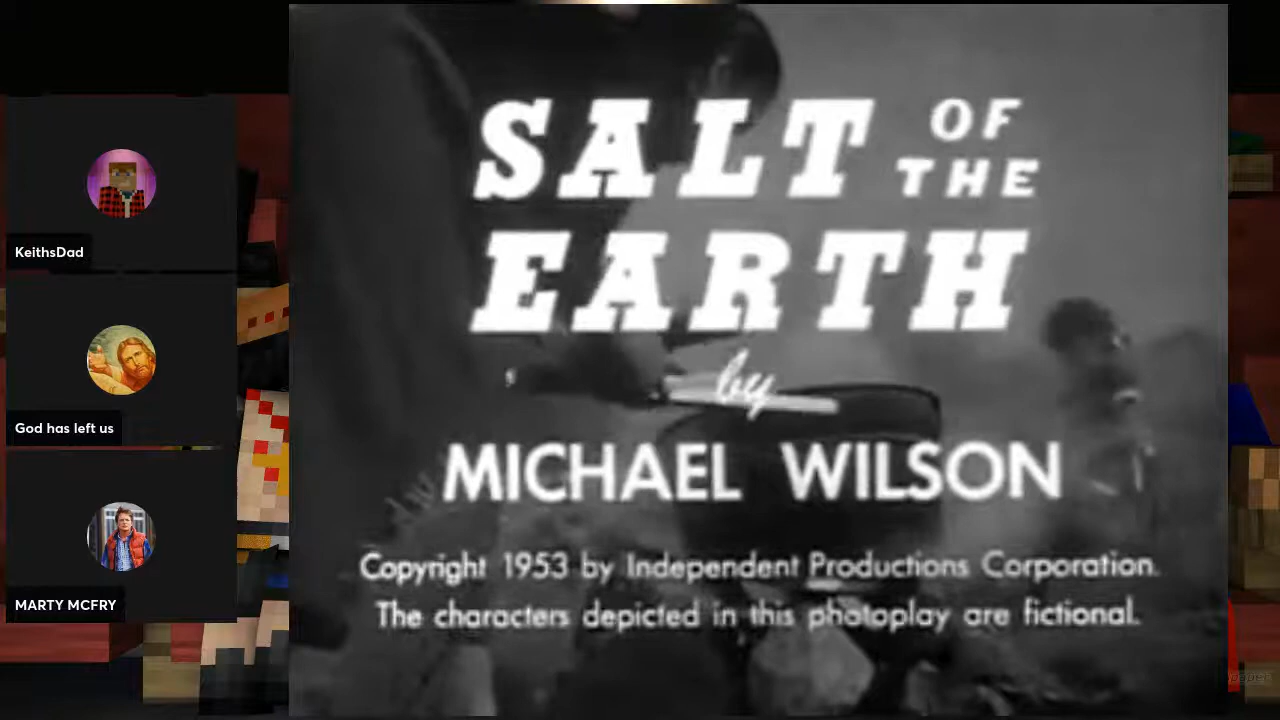 SALT OF THE
EARTH
by
MICHAEL WILSON
Copyright 1953 by Independent Productions Corporation.
The characters depicted in this photoplay are fictional.
KeithsDad
God has left us
MARTY MCFRY